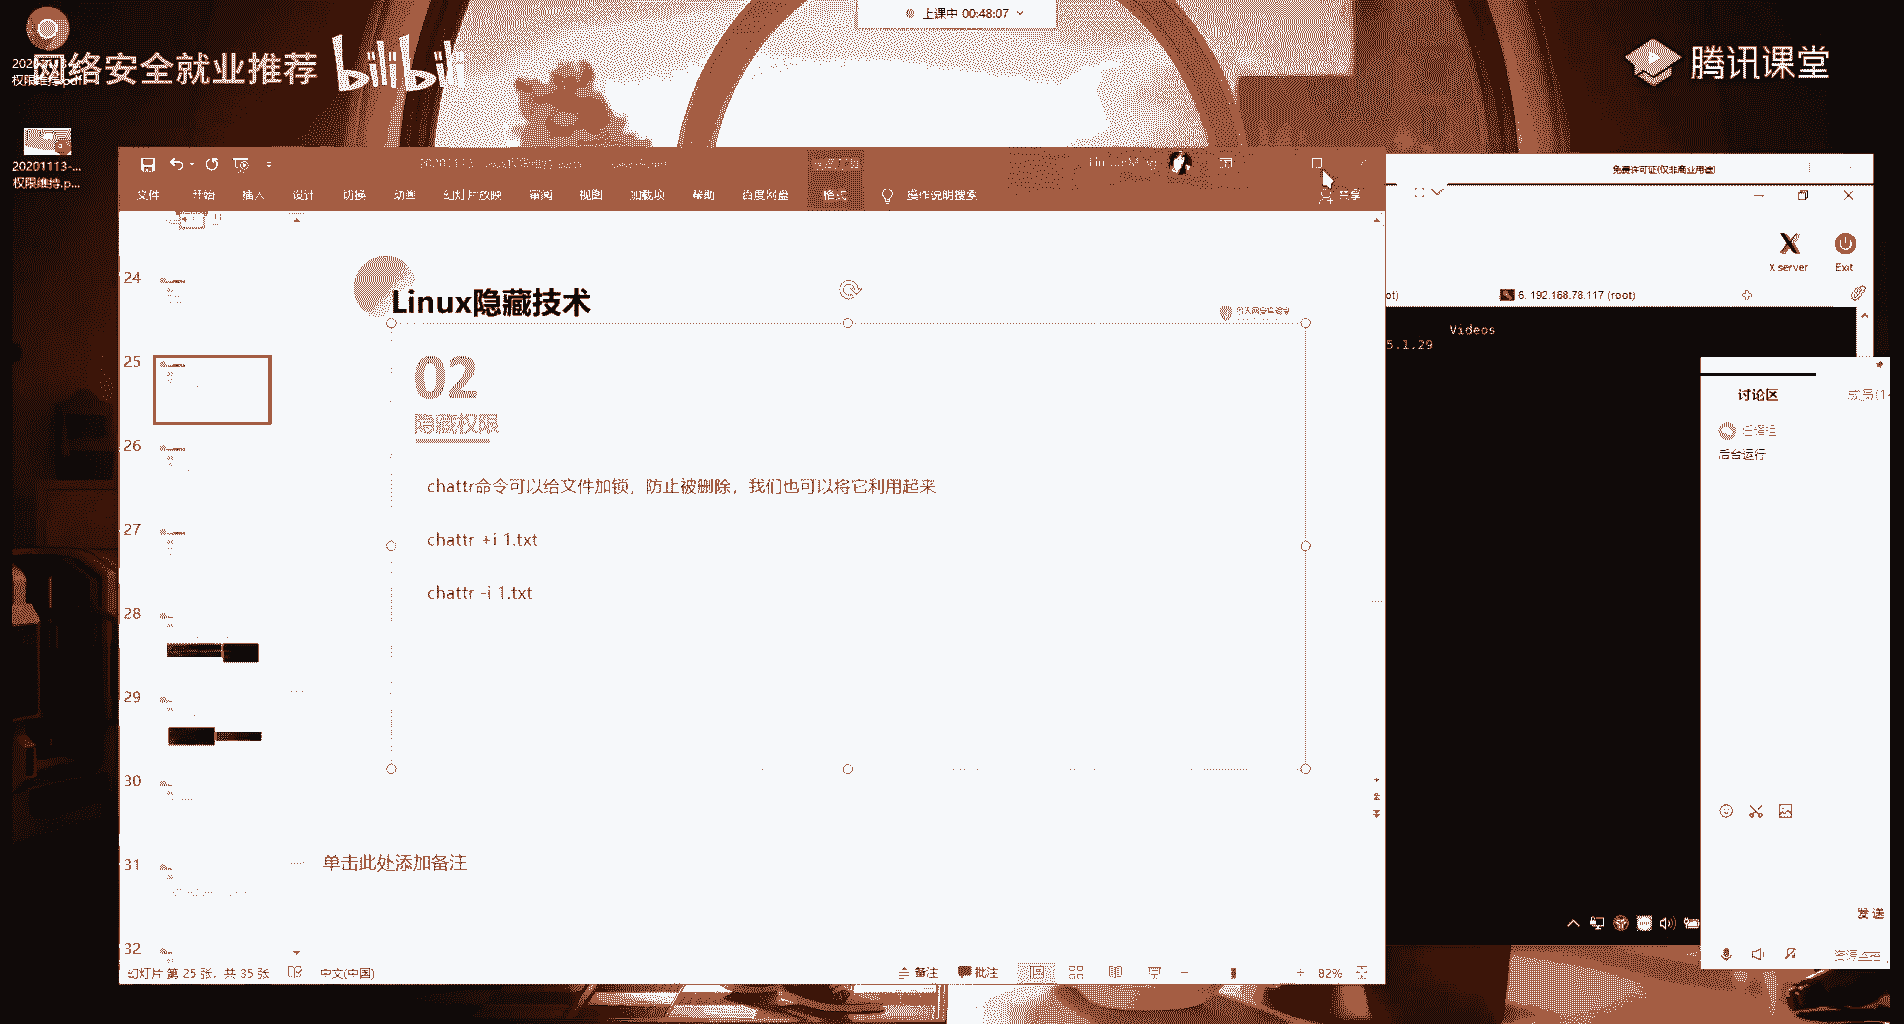 上课中 00:48:07
网络安全就业推荐
bilibili
腾讯课堂
20201113-...
权限维持.p...
文件 开始 插入 设计 切换 动画 幻灯片放映 审阅 视图 加载项 帮助 百度网盘 格式 操作说明搜索
共享
免费许可证(仅非商业用途)
X server
Exit
6. 192.168.78.117 (root)
Videos
5.1.29
24
25
26
27
28
29
30
31
32
Linux隐藏技术
02
隐藏权限
chattr命令可以给文件加锁，防止被删除，我们也可以将它利用起来
chattr +i 1.txt
chattr -i 1.txt
单击此处添加备注
讨论区
后台运行
发送
幻灯片 第 25 张，共 35 张
中文(中国)
备注
批注
82%